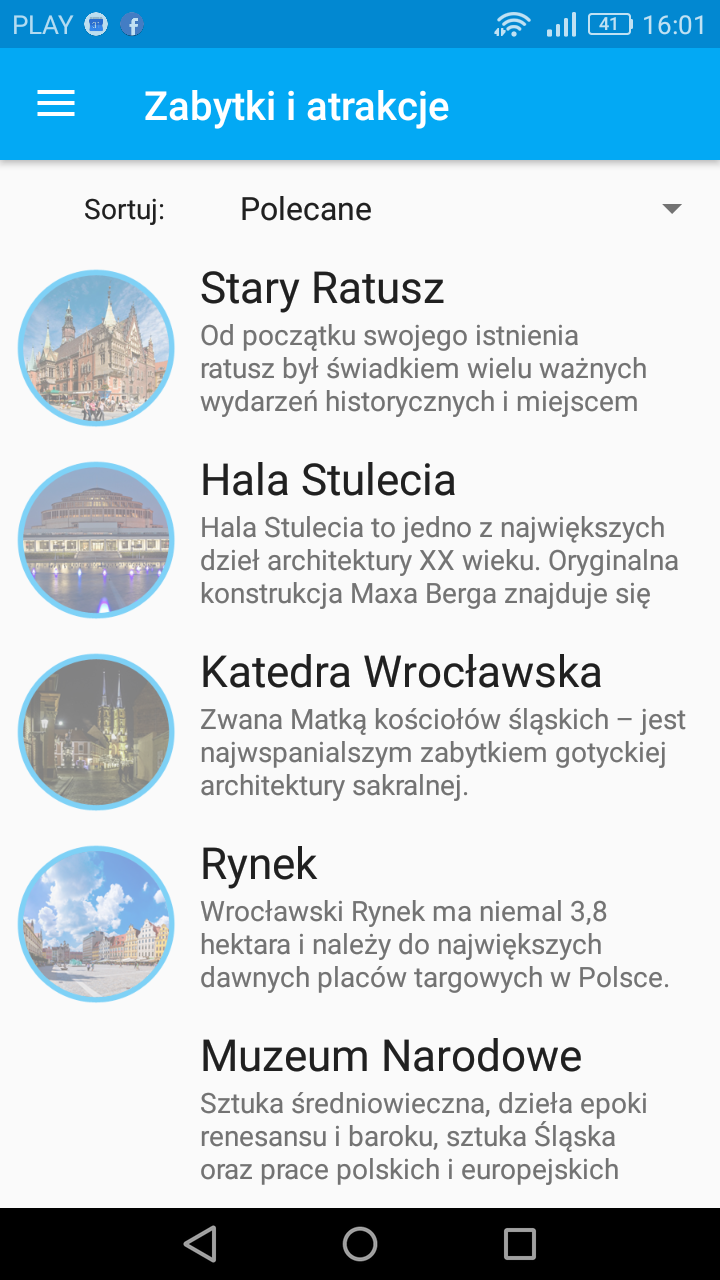 PLAY 41 16:01
Zabytki i atrakcje
Sortuj: Polecane
Stary Ratusz
Od początku swojego istnienia
ratusz był świadkiem wielu ważnych
wydarzeń historycznych i miejscem
Hala Stulecia
Hala Stulecia to jedno z największych
dzieł architektury XX wieku. Oryginalna
konstrukcja Maxa Berga znajduje się
Katedra Wrocławska
Zwana Matką kościołów śląskich – jest
najwspanialszym zabytkiem gotyckiej
architektury sakralnej.
Rynek
Wrocławski Rynek ma niemal 3,8
hektara i należy do największych
dawnych placów targowych w Polsce.
Muzeum Narodowe
Sztuka średniowieczna, dzieła epoki
renesansu i baroku, sztuka Śląska
oraz prace polskich i europejskich